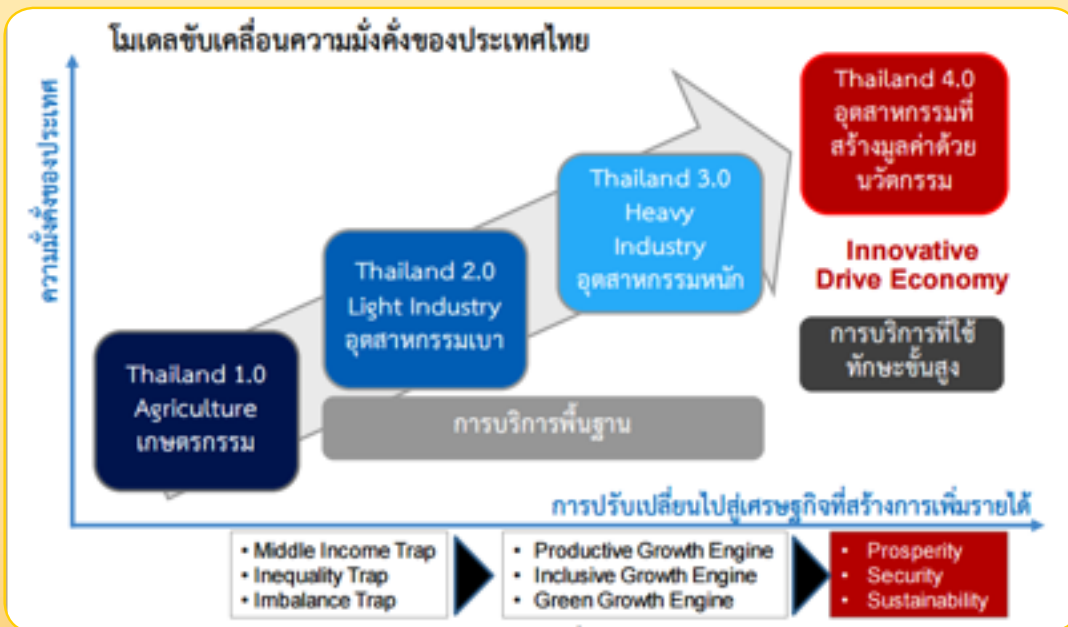 โมเดลขับเคลื่อนความมั่งคั่งของประเทศไทย
ความมั่งคั่งของประเทศ
Thailand 1.0
Agriculture
เกษตรกรรม
Thailand 2.0
Light Industry
อุตสาหกรรมเบา
Thailand 3.0
Heavy
Industry
อุตสาหกรรมหนัก
Thailand 4.0
อุตสาหกรรมที่
สร้างมูลค่าด้วย
นวัตกรรม
Innovative
Drive Economy
การบริการพื้นฐาน
การบริการที่ใช้
ทักษะขั้นสูง
การปรับเปลี่ยนไปสู่เศรษฐกิจที่สร้างการเพิ่มรายได้
• Middle Income Trap
• Inequality Trap
• Imbalance Trap
• Productive Growth Engine
• Inclusive Growth Engine
• Green Growth Engine
• Prosperity
• Security
• Sustainability